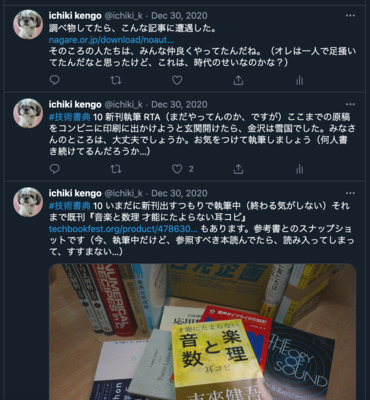 ichiki kengo @ichiki_k · Dec 30, 2020
調べ物してたら、こんな記事に遭遇した。
nagare.or.jp/download/noaut...
そのころの人たちは、みんな仲良くやってたんだね。（オレは一人で足掻い
てたんだなと思ったけど、これは、時代のせいなのかな？）
ichiki kengo @ichiki_k · Dec 30, 2020
#技術書典 10 新刊執筆 RTA（まだやってんのか、ですが）ここまでの原稿
をコンビニに印刷に出かけようと玄関開けたら、金沢は雪国でした。みなさ
んのところは、大丈夫でしょうか。お気をつけて執筆しましょう（何人書
き続けてるんだろうか...）
2
ichiki kengo @ichiki_k · Dec 30, 2020
#技術書典 10 いまだに新刊出すつもりで執筆中（終わる気がしない）それ
まで既刊『音楽と数理 才能にたよらない耳コピ』
techbookfest.org/product/478630... もあります。参考書とのスナップショ
ットです（今、執筆中だけど、参照すべき本読んでたら、読み入ってしまっ
て、すすまない...）
NUMERICAL
RECIPES
才能にたよらない
音楽
と
数理
耳コピ
市來健吾
THEORY
OF
SOUND